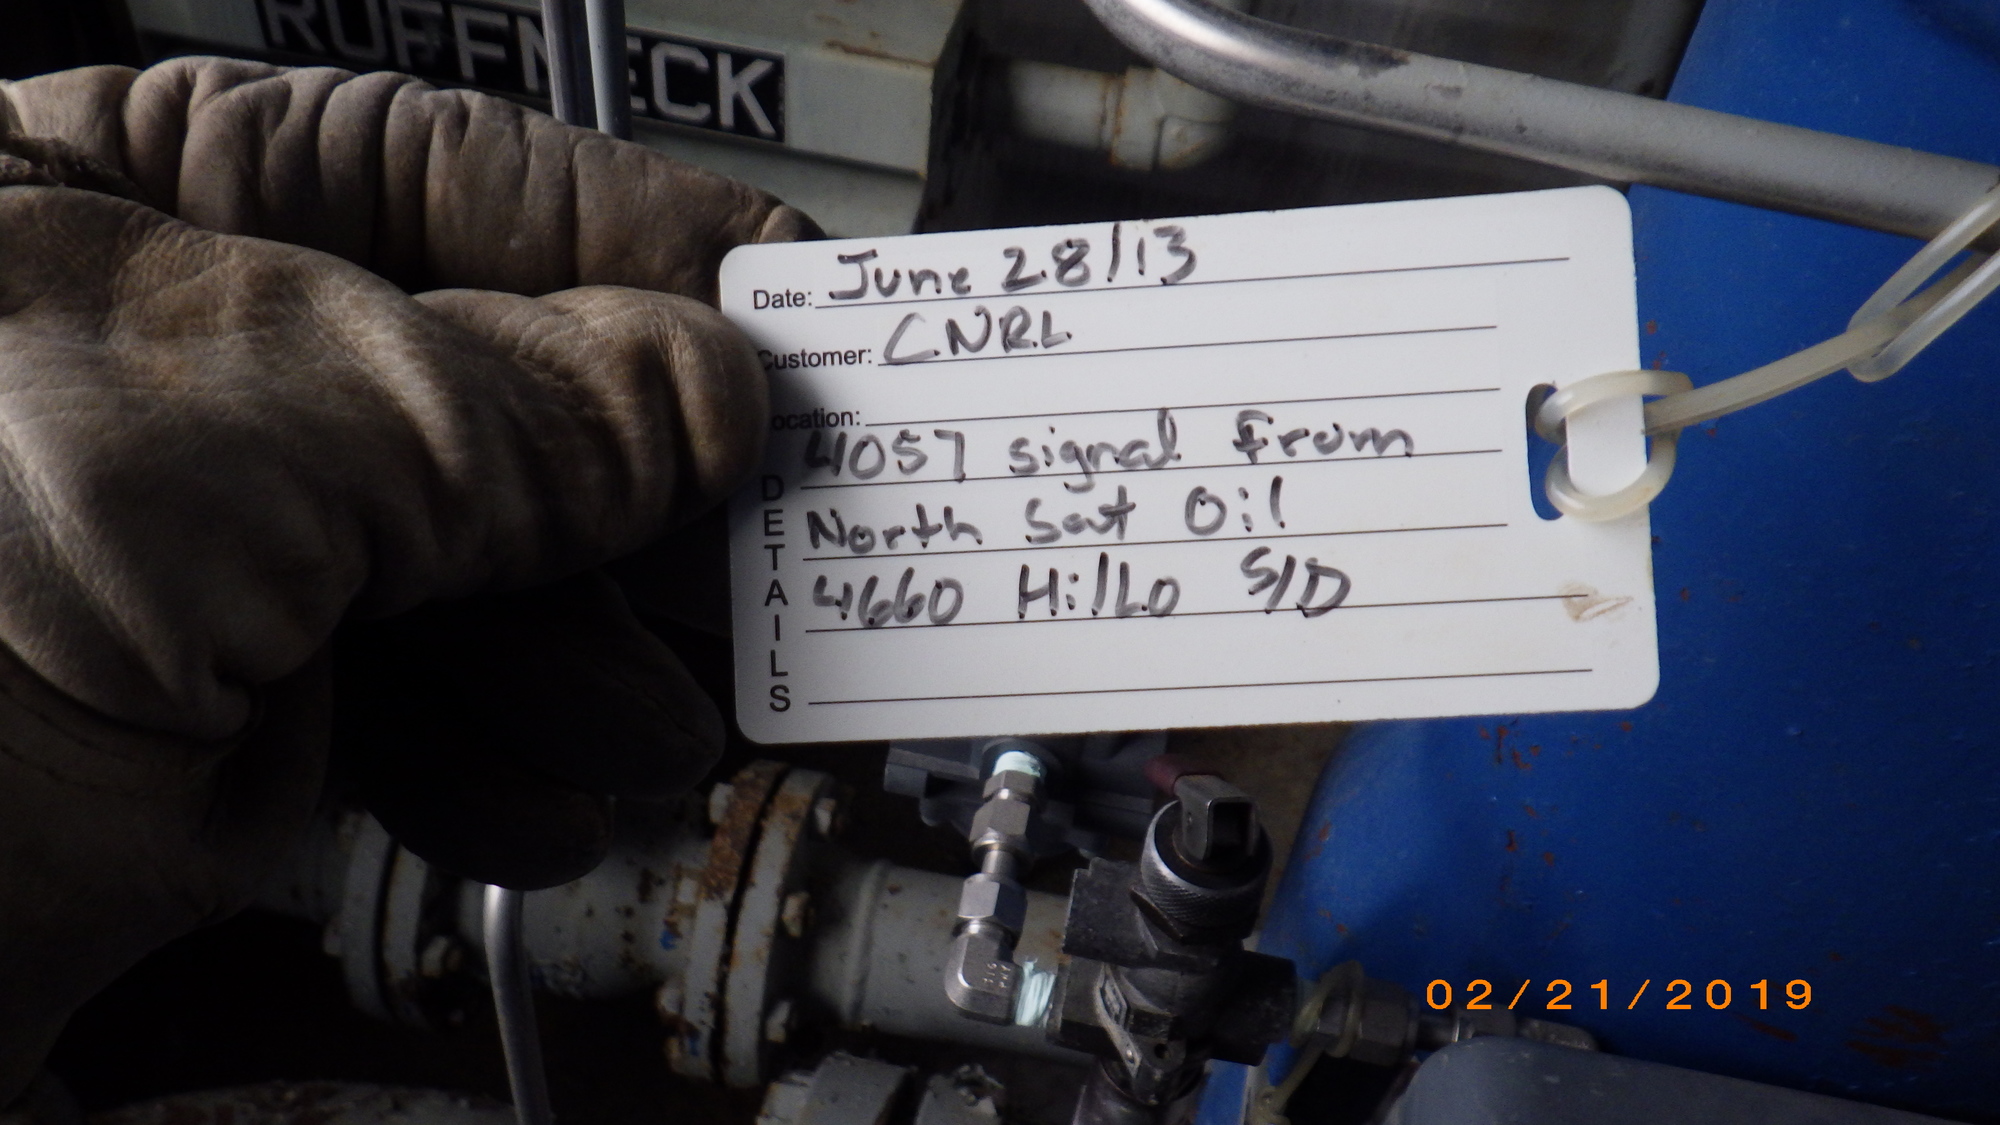 RUFFNECK
Date: June 28/13
Customer: CNRL
ocation:
4057 signal from
North Sat Oil
4660 Hi/Lo S/D
DETAILS
02/21/2019